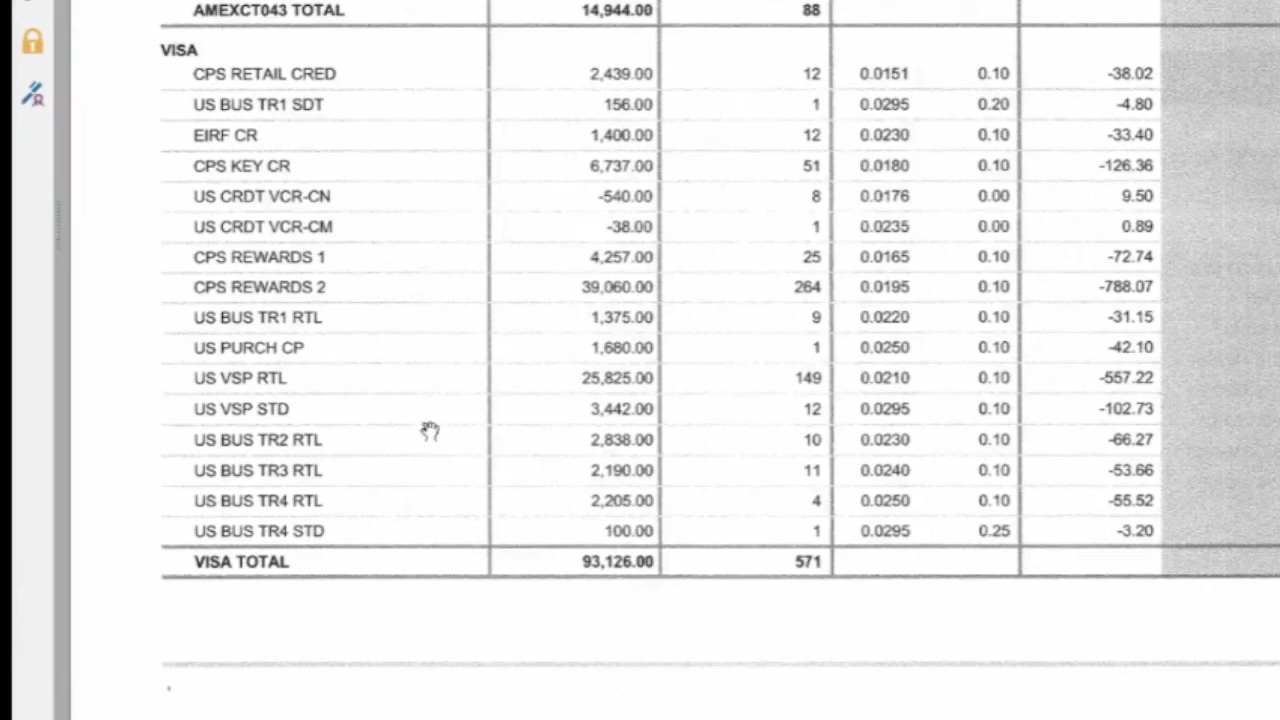 AMEXCT043 TOTAL 14,944.00 88
VISA
CPS RETAIL CRED 2,439.00 12 0.0151 0.10 -38.02
US BUS TR1 SDT 156.00 1 0.0295 0.20 -4.80
EIRF CR 1,400.00 12 0.0230 0.10 -33.40
CPS KEY CR 6,737.00 51 0.0180 0.10 -126.36
US CRDT VCR-CN -540.00 8 0.0176 0.00 9.50
US CRDT VCR-CM -38.00 1 0.0235 0.00 0.89
CPS REWARDS 1 4,257.00 25 0.0165 0.10 -72.74
CPS REWARDS 2 39,060.00 264 0.0195 0.10 -788.07
US BUS TR1 RTL 1,375.00 9 0.0220 0.10 -31.15
US PURCH CP 1,680.00 1 0.0250 0.10 -42.10
US VSP RTL 25,825.00 149 0.0210 0.10 -557.22
US VSP STD 3,442.00 12 0.0295 0.10 -102.73
US BUS TR2 RTL 2,838.00 10 0.0230 0.10 -66.27
US BUS TR3 RTL 2,190.00 11 0.0240 0.10 -53.66
US BUS TR4 RTL 2,205.00 4 0.0250 0.10 -55.52
US BUS TR4 STD 100.00 1 0.0295 0.25 -3.20
VISA TOTAL 93,126.00 571